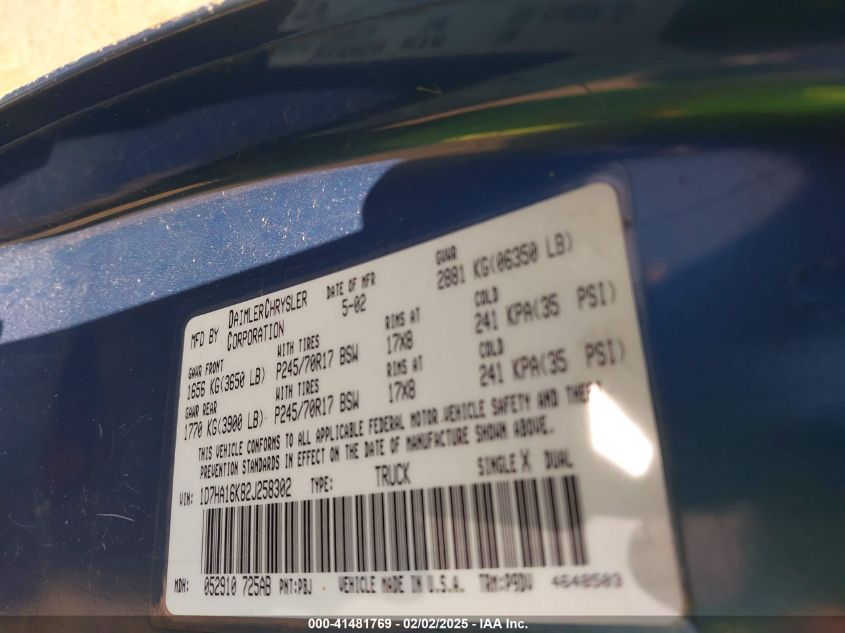 MFD BY DAIMLERCHRYSLER CORPORATION
DATE OF MFR 5-02
GVWR 2881 KG(06350 LB)
GAWR FRONT WITH TIRES RIMS AT COLD
1656 KG(3650 LB) P245/70R17 BSW 17X8 241 KPA(35 PSI)
GAWR REAR WITH TIRES RIMS AT COLD
1770 KG(3900 LB) P245/70R17 BSW 17X8 241 KPA(35 PSI)
THIS VEHICLE CONFORMS TO ALL APPLICABLE FEDERAL MOTOR VEHICLE SAFETY AND THEFT
PREVENTION STANDARDS IN EFFECT ON THE DATE OF MANUFACTURE SHOWN ABOVE.
VIN: 1D7HA16K82J258302 TYPE: TRUCK SINGLE X DUAL
MDH: 052910 725AB PNT:PBJ VEHICLE MADE IN U.S.A. TRM:P5DV 4648503
000-41481769 - 02/02/2025 - IAA Inc.